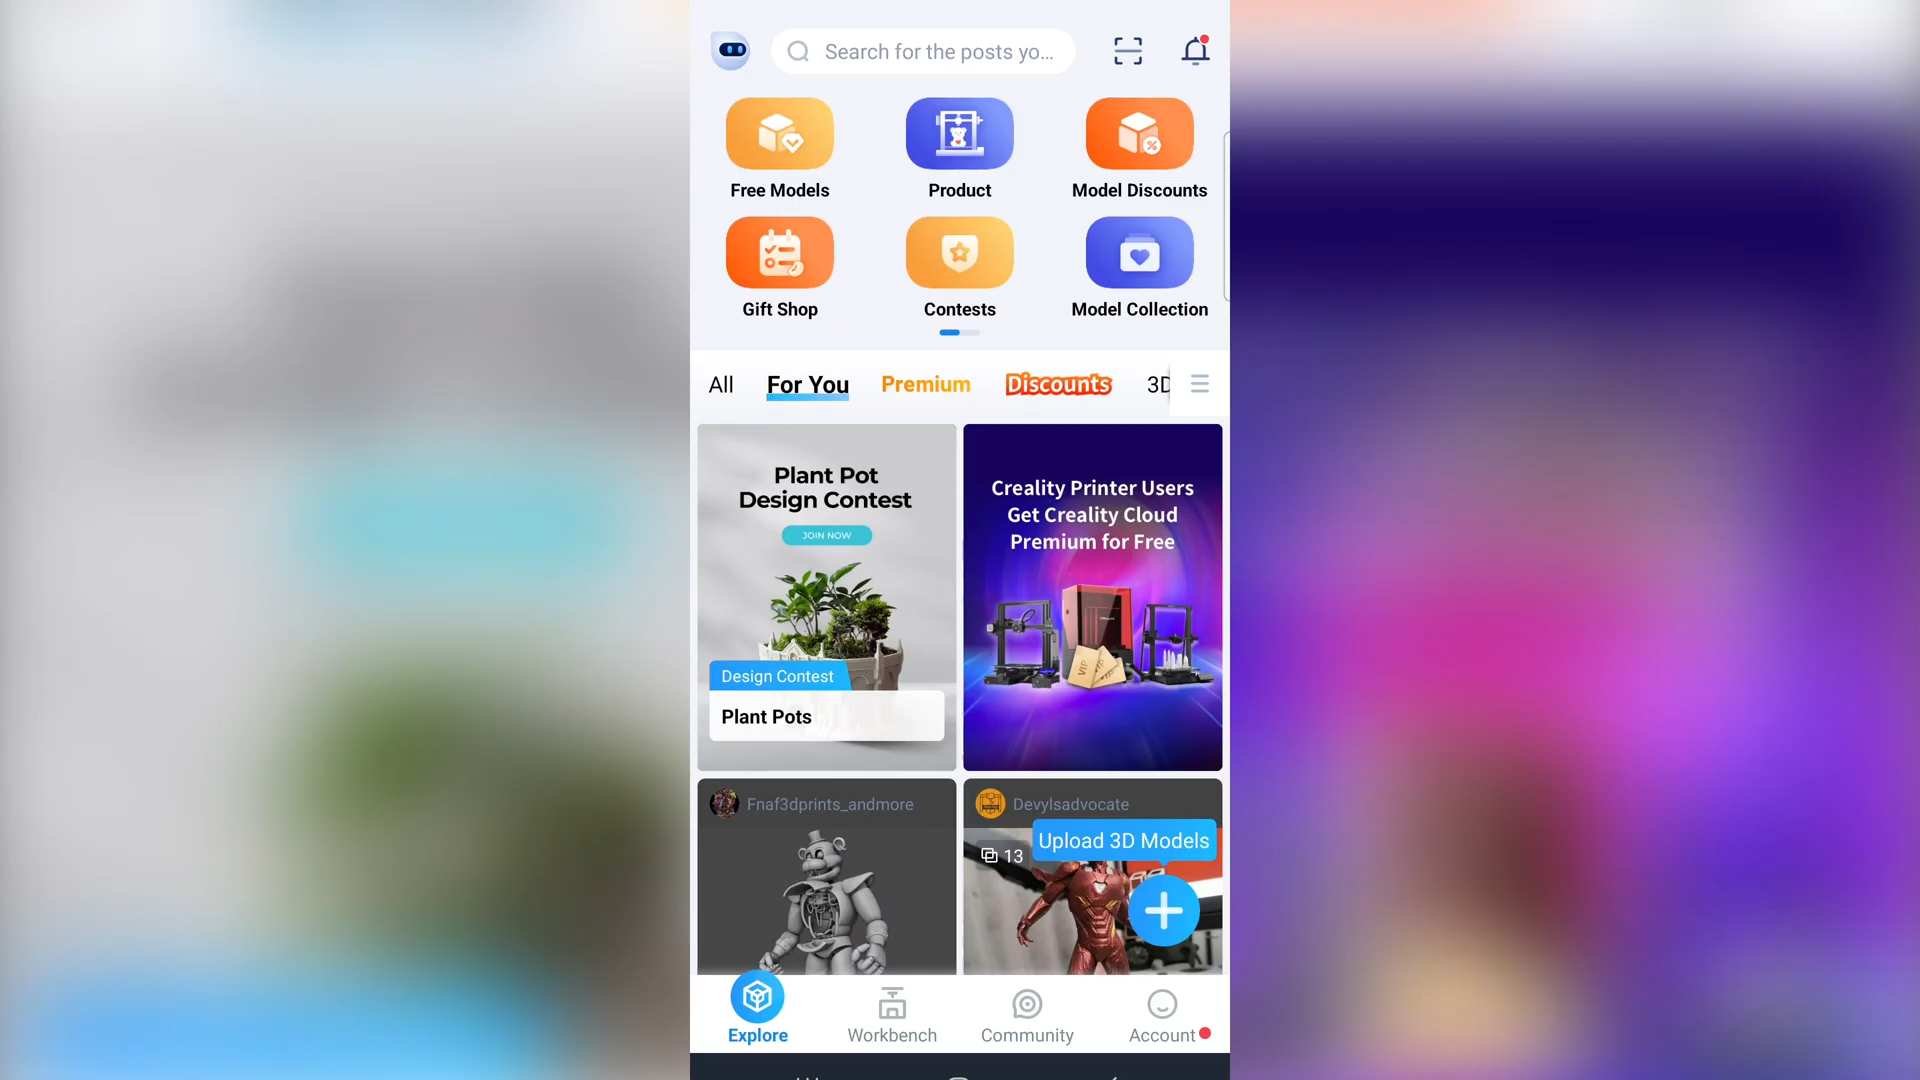 Search for the posts yo...
Free Models
Product
Model Discounts
Gift Shop
Contests
Model Collection
All
For You
Premium
Discounts
3D
Plant Pot
Design Contest
JOIN NOW
Design Contest
Plant Pots
Creality Printer Users
Get Creality Cloud
Premium for Free
VIP
Fnaf3dprints_andmore
Devylsadvocate
13
Upload 3D Models
Explore
Workbench
Community
Account